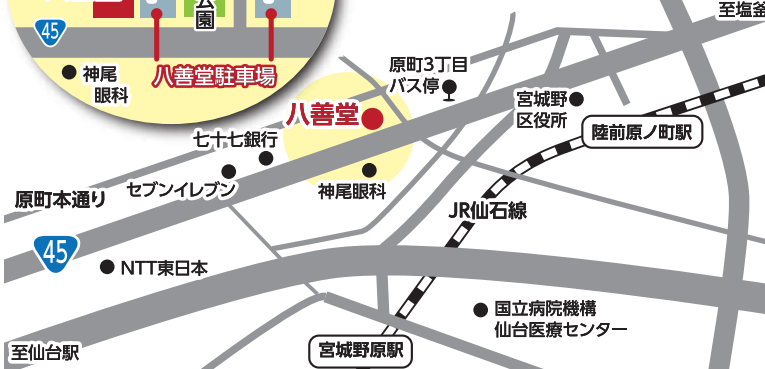 公園
45
八善堂駐車場
神尾
眼科
至塩釜
原町3丁目
バス停
宮城野
区役所
八善堂
陸前原ノ町駅
七十七銀行
セブンイレブン
神尾眼科
原町本通り
JR仙石線
45
NTT東日本
国立病院機構
仙台医療センター
至仙台駅
宮城野原駅